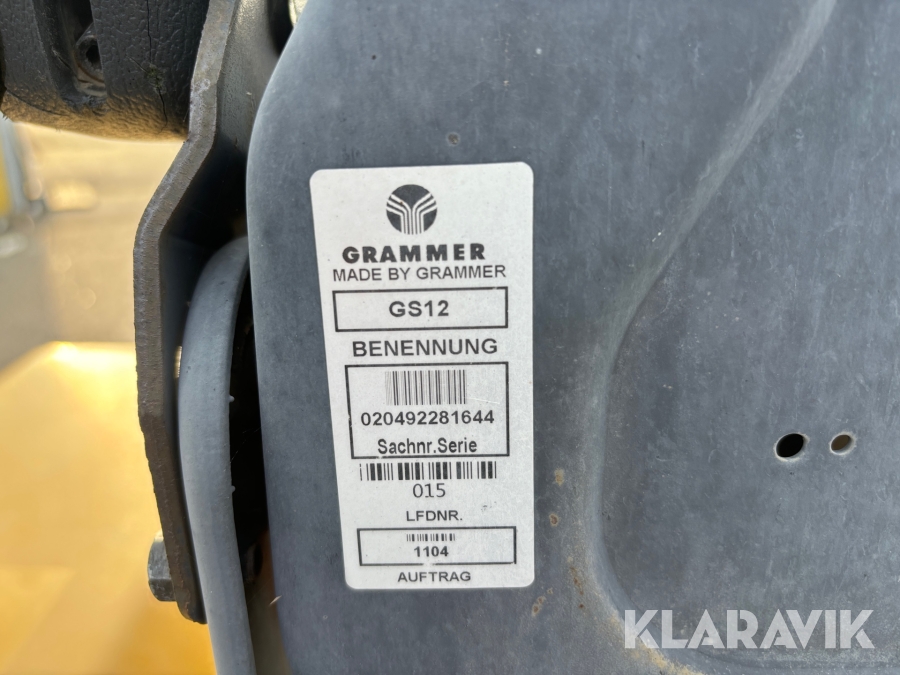 GRAMMER
MADE BY GRAMMER
GS12
BENENNUNG
020492281644
Sachnr.Serie
015
LFDNR.
1104
AUFTRAG
KLARAVIK